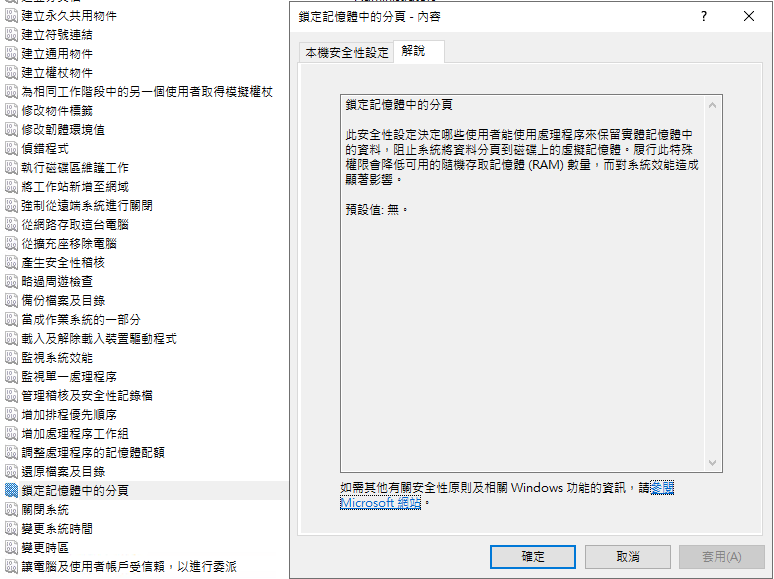 建立永久共用物件
建立符號連結
建立通用物件
建立權杖物件
為相同工作階段中的另一個使用者取得模擬權杖
修改物件標籤
修改韌體環境值
偵錯程式
執行磁碟區維護工作
將工作站新增至網域
強制從遠端系統進行關閉
從網路存取這台電腦
從擴充座移除電腦
產生安全性稽核
略過周遊檢查
備份檔案及目錄
當成作業系統的一部分
載入及解除載入裝置驅動程式
監視系統效能
監視單一處理程序
管理稽核及安全性記錄檔
增加排程優先順序
增加處理程序工作組
調整處理程序的記憶體配額
還原檔案及目錄
鎖定記憶體中的分頁
關閉系統
變更系統時間
變更時區
讓電腦及使用者帳戶受信賴，以進行委派
鎖定記憶體中的分頁 - 內容
?
本機安全性設定
解說
鎖定記憶體中的分頁
此安全性設定決定哪些使用者能使用處理程序來保留實體記憶體中
的資料，阻止系統將資料分頁到磁碟上的虛擬記憶體。履行此特殊
權限會降低可用的隨機存取記憶體 (RAM) 數量，而對系統效能造成
顯著影響。
預設值: 無。
如需其他有關安全性原則及相關 Windows 功能的資訊，請參閱
Microsoft 網站。
確定
取消
套用(A)